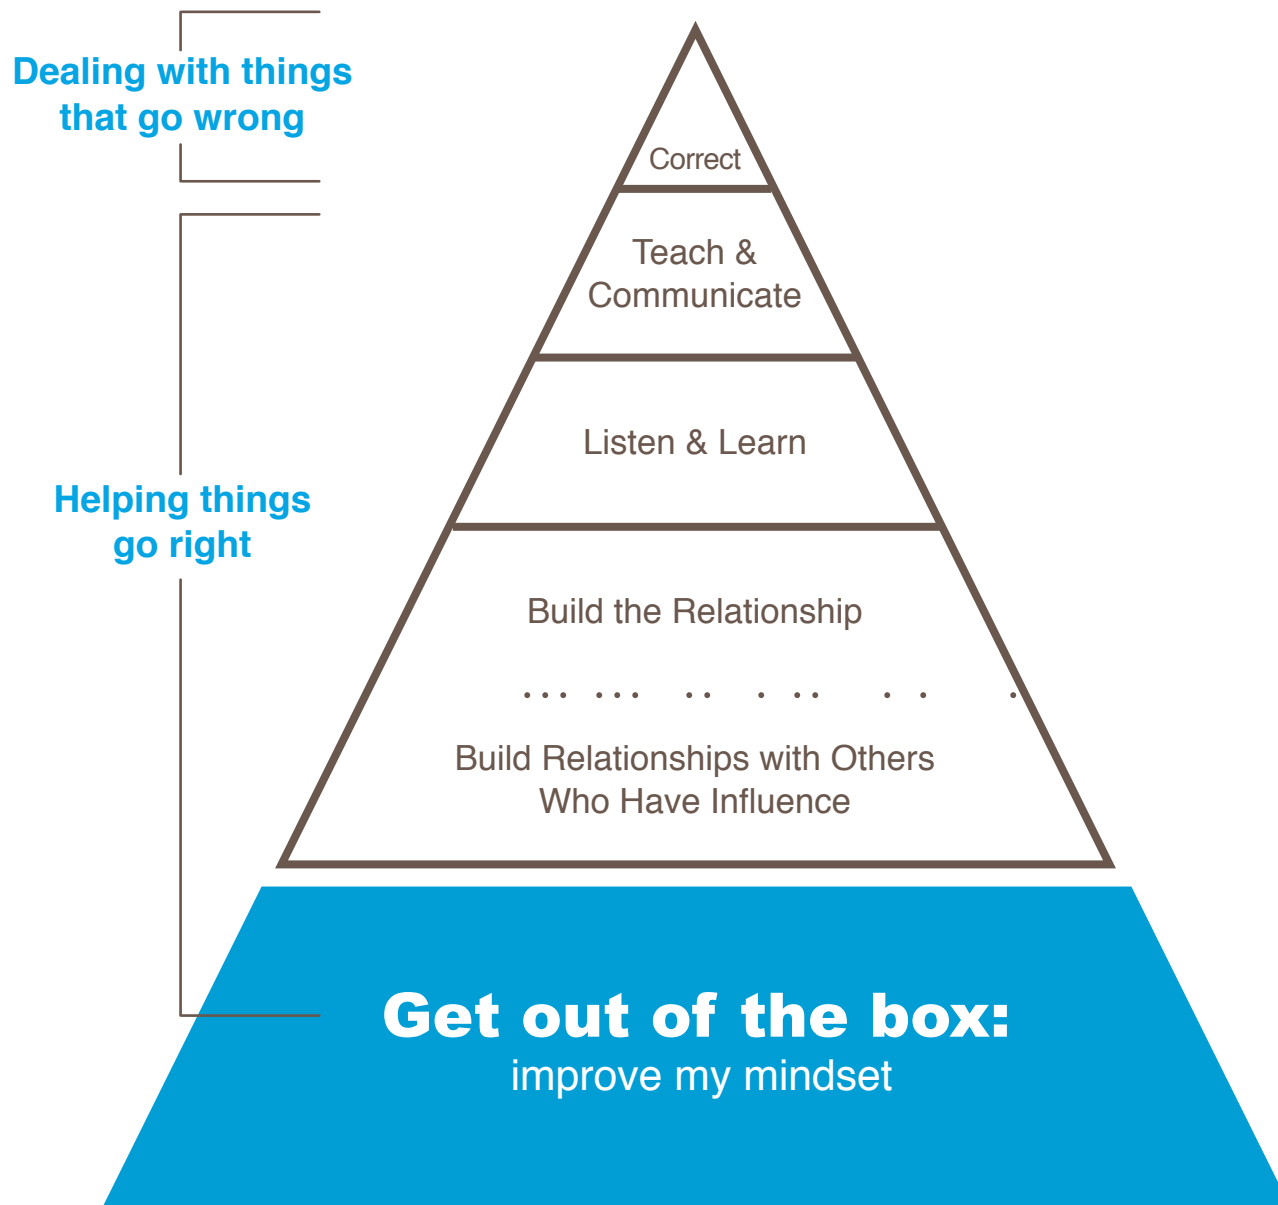 Dealing with things
that go wrong
Correct
Teach &
Communicate
Listen & Learn
Helping things
go right
Build the Relationship
Build Relationships with Others
Who Have Influence
Get out of the box:
improve my mindset